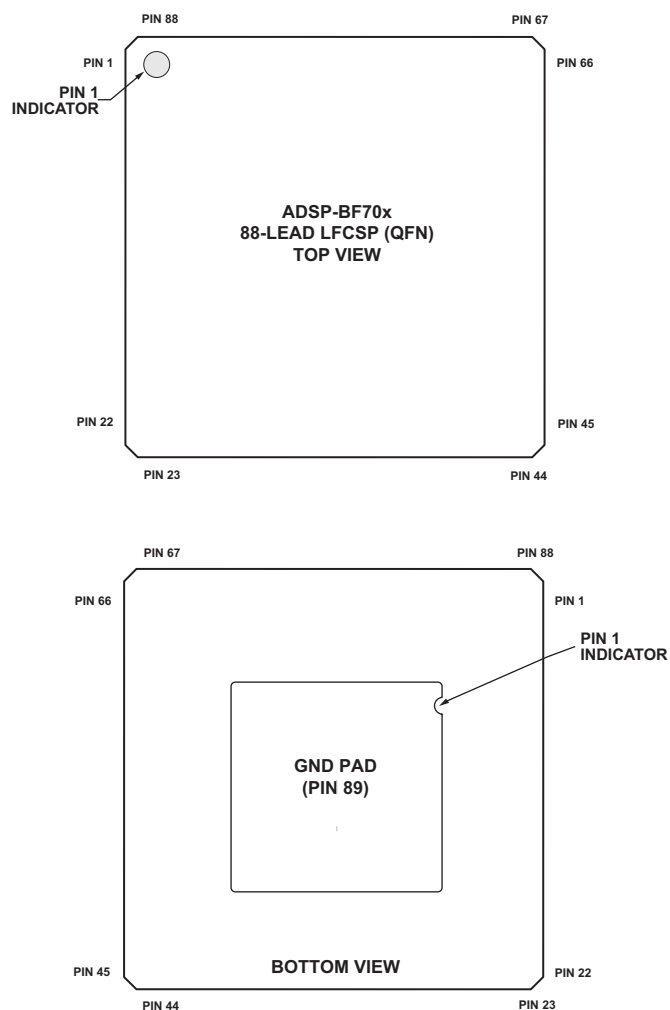 PIN 88
PIN 67
PIN 1
PIN 66
PIN 1
INDICATOR
ADSP-BF70x
88-LEAD LFCSP (QFN)
TOP VIEW
PIN 22
PIN 45
PIN 23
PIN 44
PIN 67
PIN 88
PIN 66
PIN 1
PIN 1
INDICATOR
GND PAD
(PIN 89)
PIN 45
BOTTOM VIEW
PIN 22
PIN 44
PIN 23